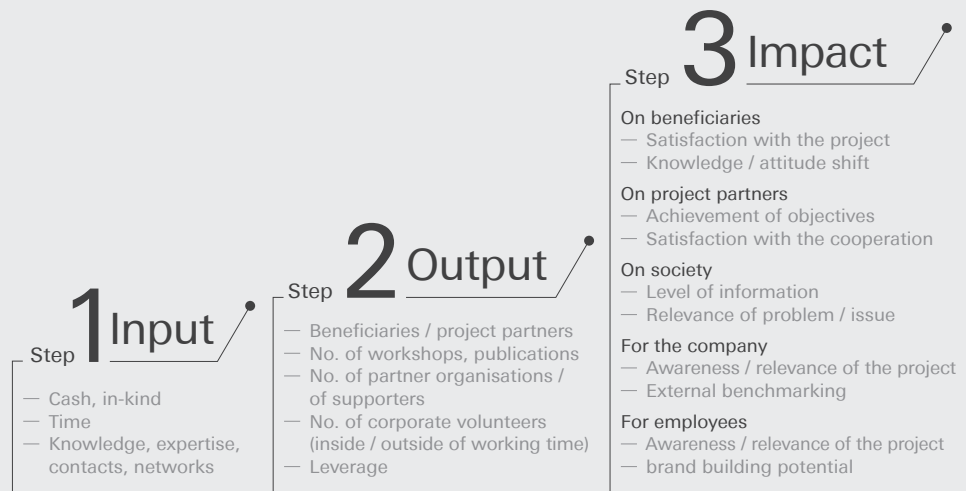 Step 1 Input
— Cash, in-kind
— Time
— Knowledge, expertise,
contacts, networks
Step 2 Output
— Beneficiaries / project partners
— No. of workshops, publications
— No. of partner organisations /
of supporters
— No. of corporate volunteers
(inside / outside of working time)
— Leverage
Step 3 Impact
On beneficiaries
— Satisfaction with the project
— Knowledge / attitude shift
On project partners
— Achievement of objectives
— Satisfaction with the cooperation
On society
— Level of information
— Relevance of problem / issue
For the company
— Awareness / relevance of the project
— External benchmarking
For employees
— Awareness / relevance of the project
— brand building potential